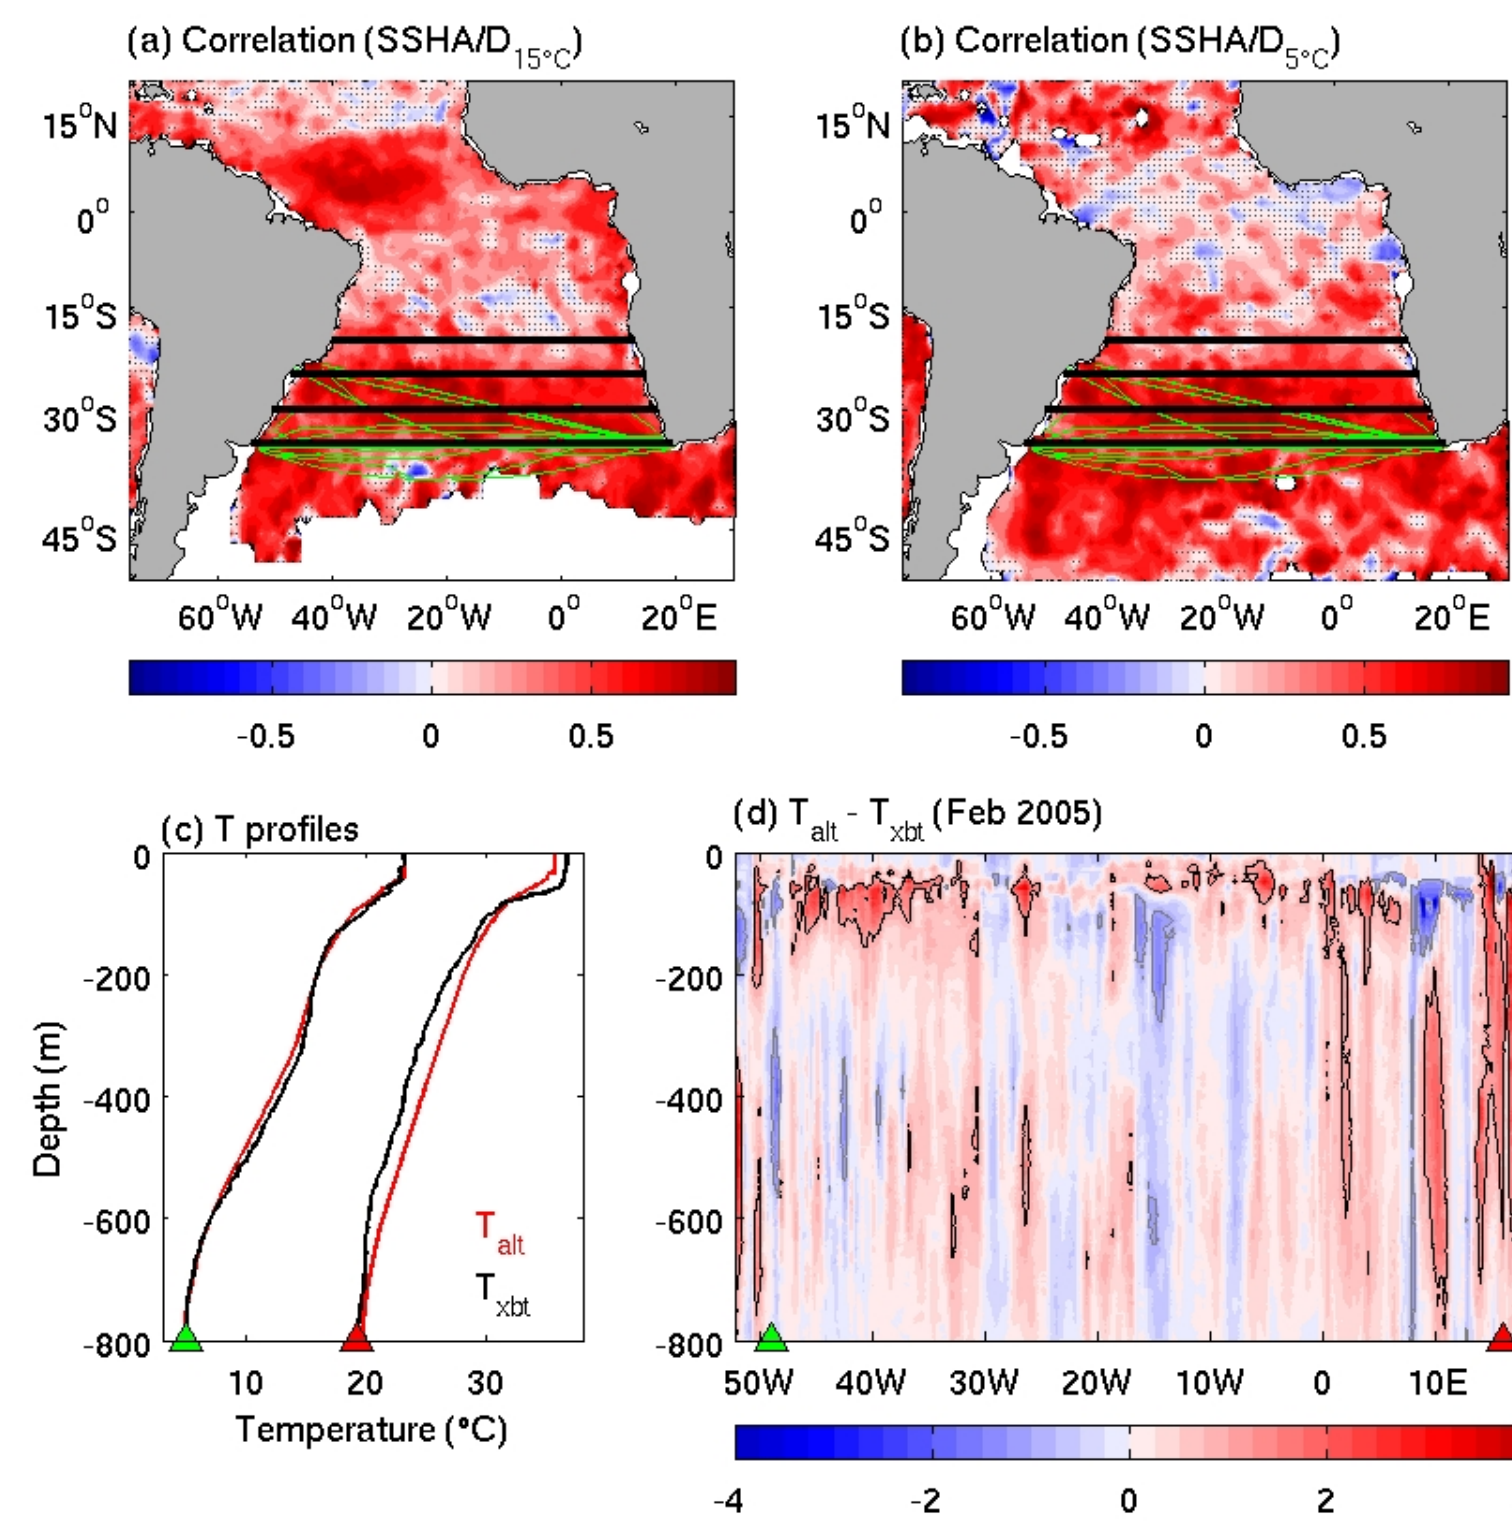 (a) Correlation (SSHA/D15°C)
(b) Correlation (SSHA/D5°C)
15°N
0°
15°S
30°S
45°S
60°W 40°W 20°W 0° 20°E
-0.5 0 0.5
15°N
0°
15°S
30°S
45°S
60°W 40°W 20°W 0° 20°E
-0.5 0 0.5
(c) T profiles
0
-200
-400
-600
-800
Depth (m)
Talt
Txbt
10 20 30
Temperature (°C)
(d) Talt - Txbt (Feb 2005)
0
-200
-400
-600
-800
50W 40W 30W 20W 10W 0 10E
-4 -2 0 2